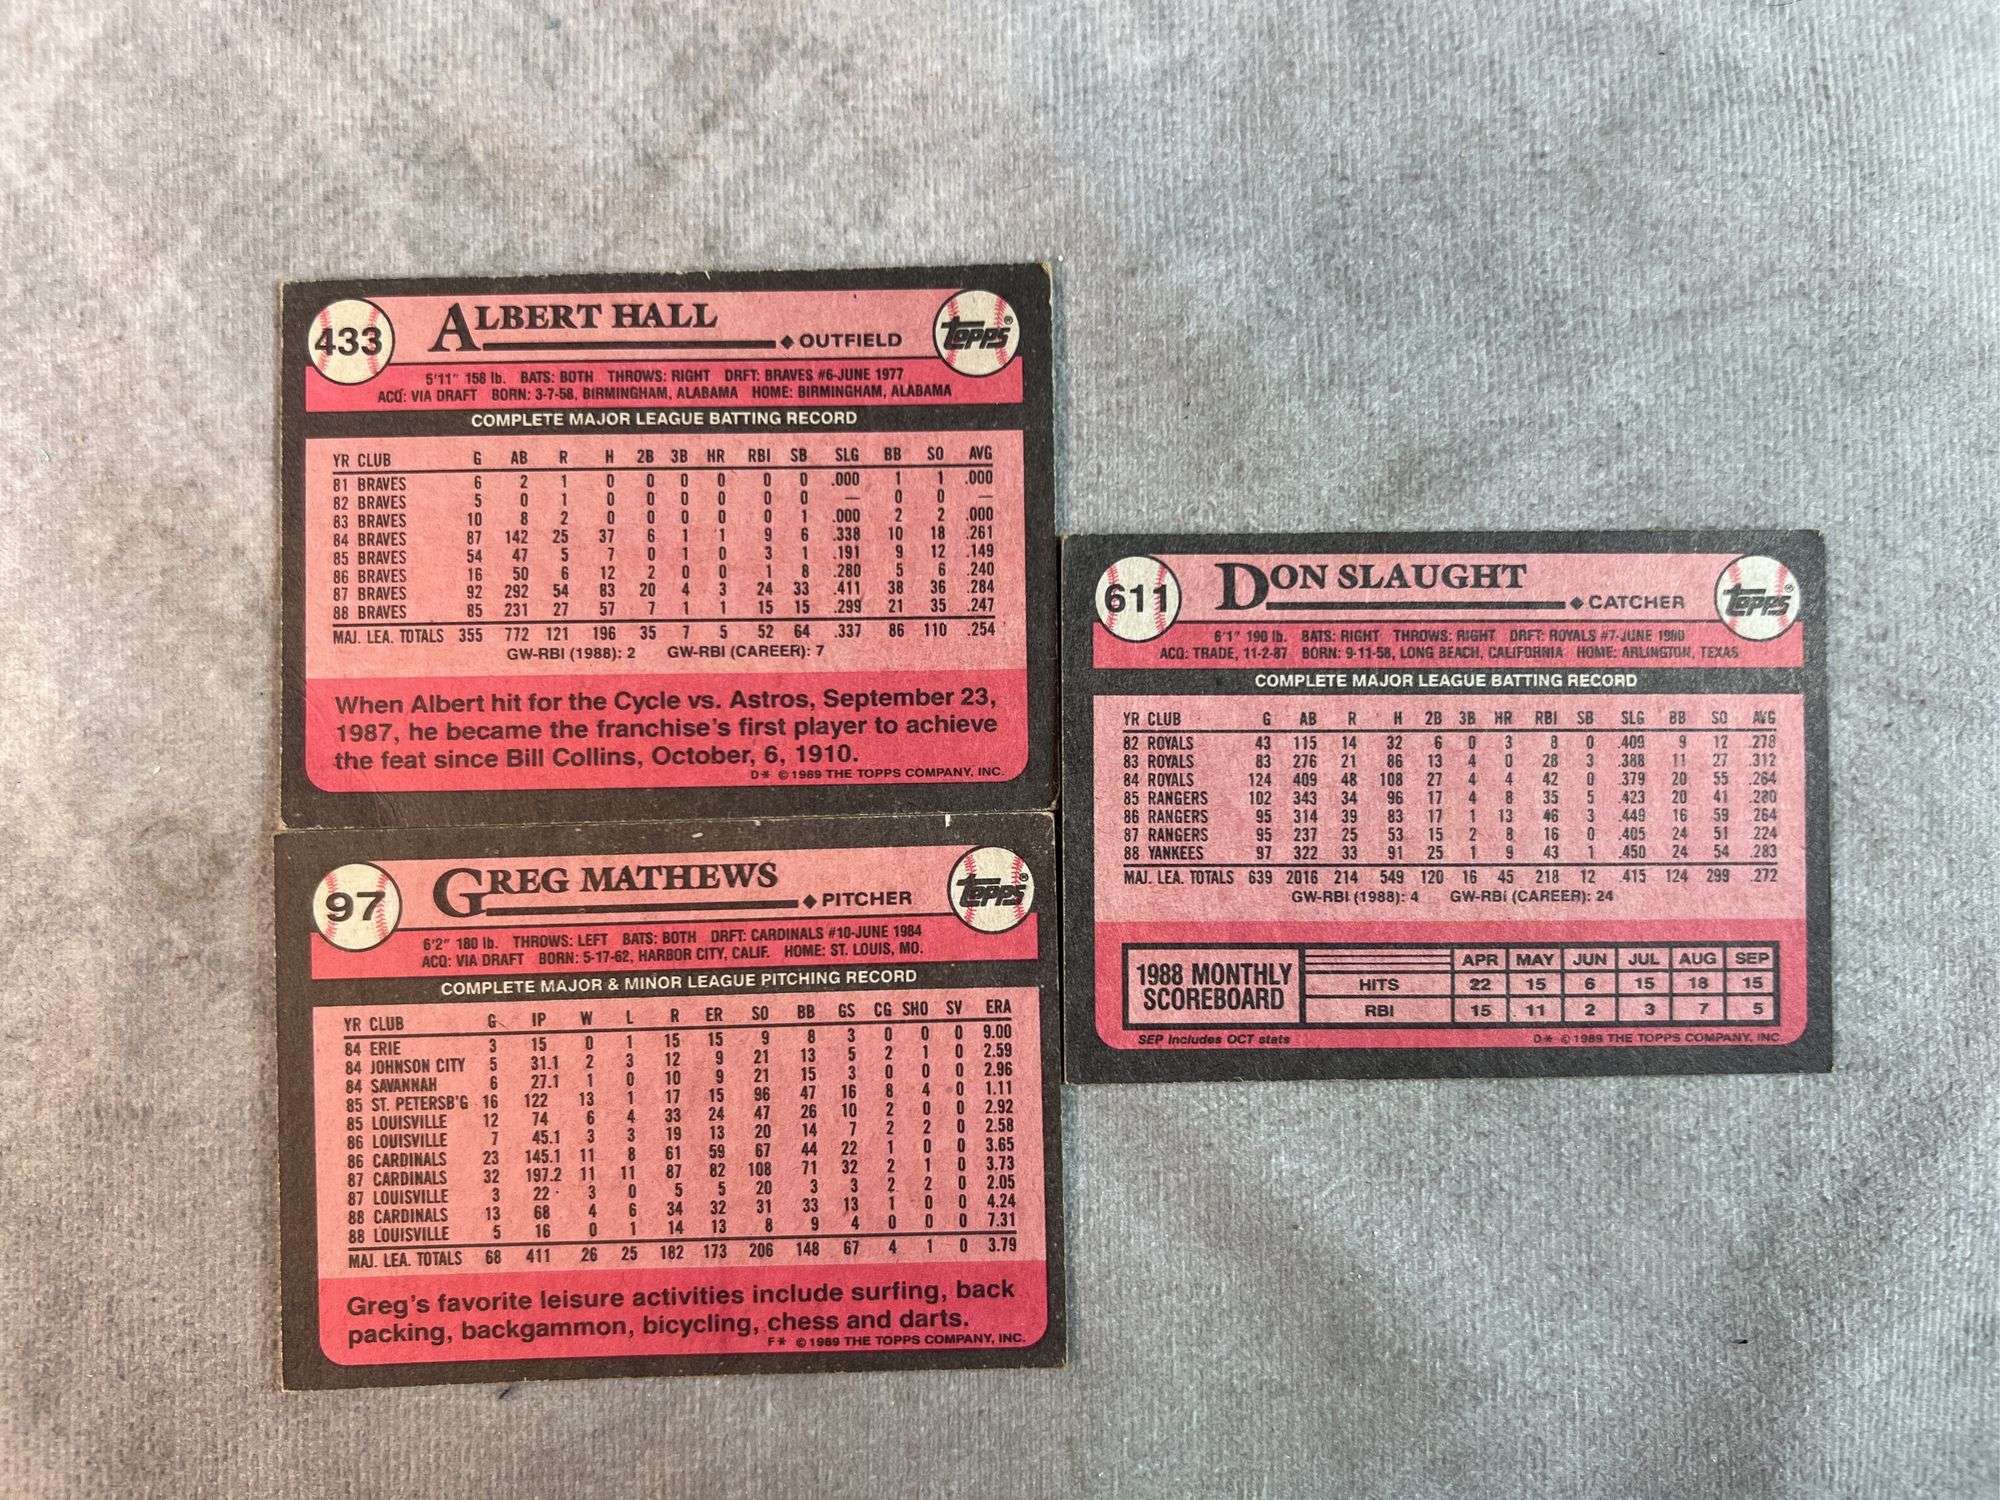 433
ALBERT HALL
◆ OUTFIELD
topps®
5'11" 158 lb. BATS: BOTH THROWS: RIGHT DRFT: BRAVES #6-JUNE 1977
ACQ: VIA DRAFT BORN: 3-7-58, BIRMINGHAM, ALABAMA HOME: BIRMINGHAM, ALABAMA
COMPLETE MAJOR LEAGUE BATTING RECORD
YR CLUB G AB R H 2B 3B HR RBI SB SLG BB SO AVG
81 BRAVES 6 2 1 0 0 0 0 0 0 .000 1 1 .000
82 BRAVES 5 0 1 0 0 0 0 0 0 — 0 0 —
83 BRAVES 10 8 2 0 0 0 0 0 1 .000 2 2 .000
84 BRAVES 87 142 25 37 6 1 1 9 6 .338 10 18 .261
85 BRAVES 54 47 5 7 0 1 0 3 1 .191 9 12 .149
86 BRAVES 16 50 6 12 2 0 0 1 8 .280 5 6 .240
87 BRAVES 92 292 54 83 20 4 3 24 33 .411 38 36 .284
88 BRAVES 85 231 27 57 7 1 1 15 15 .299 21 35 .247
MAJ. LEA. TOTALS 355 772 121 196 35 7 5 52 64 .337 86 110 .254
GW-RBI (1988): 2 GW-RBI (CAREER): 7
When Albert hit for the Cycle vs. Astros, September 23,
1987, he became the franchise's first player to achieve
the feat since Bill Collins, October, 6, 1910.
D* © 1989 THE TOPPS COMPANY, INC.
97
GREG MATHEWS
◆ PITCHER
topps®
6'2" 180 lb. THROWS: LEFT BATS: BOTH DRFT: CARDINALS #10-JUNE 1984
ACQ: VIA DRAFT BORN: 5-17-62, HARBOR CITY, CALIF. HOME: ST. LOUIS, MO.
COMPLETE MAJOR & MINOR LEAGUE PITCHING RECORD
YR CLUB G IP W L R ER SO BB GS CG SHO SV ERA
84 ERIE 3 15 0 1 15 15 9 8 3 0 0 0 9.00
84 JOHNSON CITY 5 31.1 2 3 12 9 21 13 5 2 1 0 2.59
84 SAVANNAH 6 27.1 1 0 10 9 21 15 3 0 0 0 2.96
85 ST. PETERSB'G 16 122 13 1 17 15 96 47 16 8 4 0 1.11
85 LOUISVILLE 12 74 6 4 33 24 47 26 10 2 0 0 2.92
86 LOUISVILLE 7 45.1 3 3 19 13 20 14 7 2 2 0 2.58
86 CARDINALS 23 145.1 11 8 61 59 67 44 22 1 0 0 3.65
87 CARDINALS 32 197.2 11 11 87 82 108 71 32 2 1 0 3.73
87 LOUISVILLE 3 22 3 0 5 5 20 3 3 2 2 0 2.05
88 CARDINALS 13 68 4 6 34 32 31 33 13 1 0 0 4.24
88 LOUISVILLE 5 16 0 1 14 13 8 9 4 0 0 0 7.31
MAJ. LEA. TOTALS 68 411 26 25 182 173 206 148 67 4 1 0 3.79
Greg's favorite leisure activities include surfing, back
packing, backgammon, bicycling, chess and darts.
F* © 1989 THE TOPPS COMPANY, INC.
611
DON SLAUGHT
◆ CATCHER
topps®
6'1" 190 lb. BATS: RIGHT THROWS: RIGHT DRFT: ROYALS #7-JUNE 1980
ACQ: TRADE, 11-2-87 BORN: 9-11-58, LONG BEACH, CALIFORNIA HOME: ARLINGTON, TEXAS
COMPLETE MAJOR LEAGUE BATTING RECORD
YR CLUB G AB R H 2B 3B HR RBI SB SLG BB SO AVG
82 ROYALS 43 115 14 32 6 0 3 8 0 .409 9 12 .278
83 ROYALS 83 276 21 86 13 4 0 28 3 .388 11 27 .312
84 ROYALS 124 409 48 108 27 4 4 42 0 .379 20 55 .264
85 RANGERS 102 343 34 96 17 4 8 35 5 .423 20 41 .280
86 RANGERS 95 314 39 83 17 1 13 46 3 .449 16 59 .264
87 RANGERS 95 237 25 53 15 2 8 16 0 .405 24 51 .224
88 YANKEES 97 322 33 91 25 1 9 43 1 .450 24 54 .283
MAJ. LEA. TOTALS 639 2016 214 549 120 16 45 218 12 .415 124 299 .272
GW-RBI (1988): 4 GW-RBI (CAREER): 24
1988 MONTHLY
SCOREBOARD
APR MAY JUN JUL AUG SEP
HITS 22 15 6 15 18 15
RBI 15 11 2 3 7 5
SEP includes OCT stats
D* © 1989 THE TOPPS COMPANY, INC.